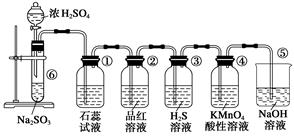 浓H₂SO₄
⑥
Na₂SO₃
① ② ③ ④ ⑤
石蕊
试液
品红
溶液
H₂S
溶液
KMnO₄
酸性溶液
NaOH
溶液